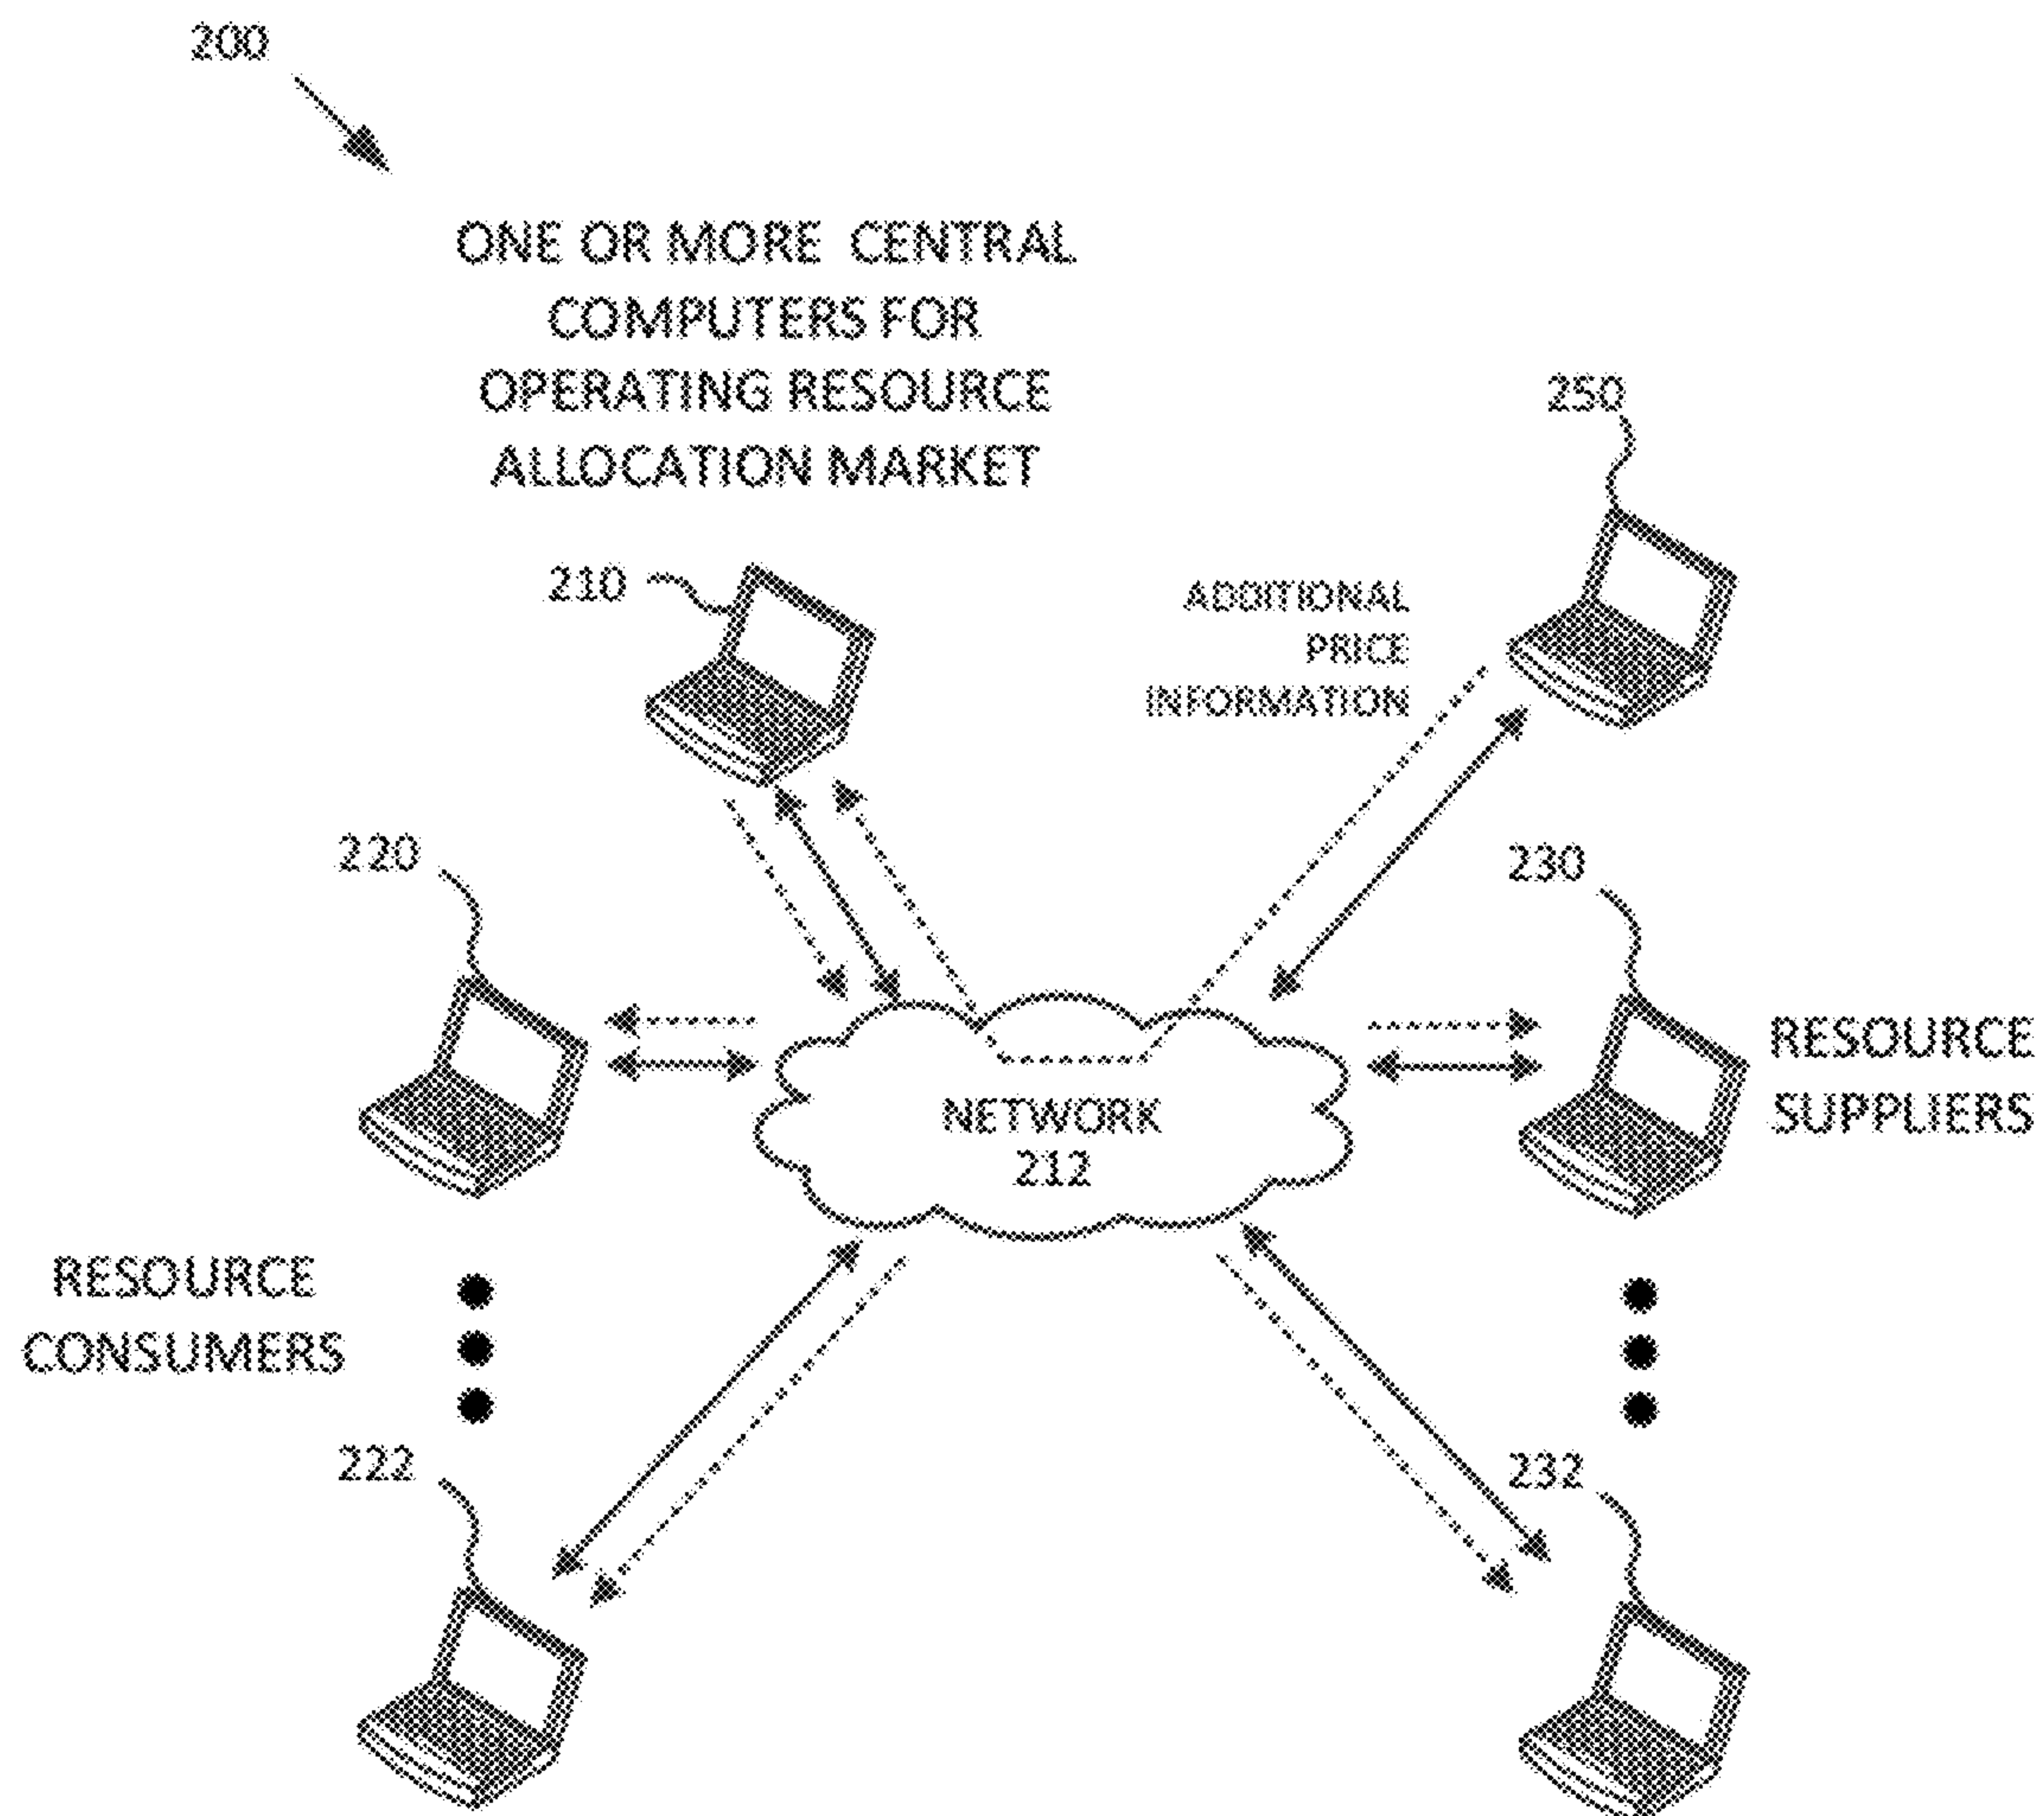 200
ONE OR MORE CENTRAL
COMPUTERS FOR
OPERATING RESOURCE
ALLOCATION MARKET
250
210
ADDITIONAL
PRICE
INFORMATION
220
230
RESOURCE
SUPPLIERS
NETWORK
212
RESOURCE
CONSUMERS
222
232